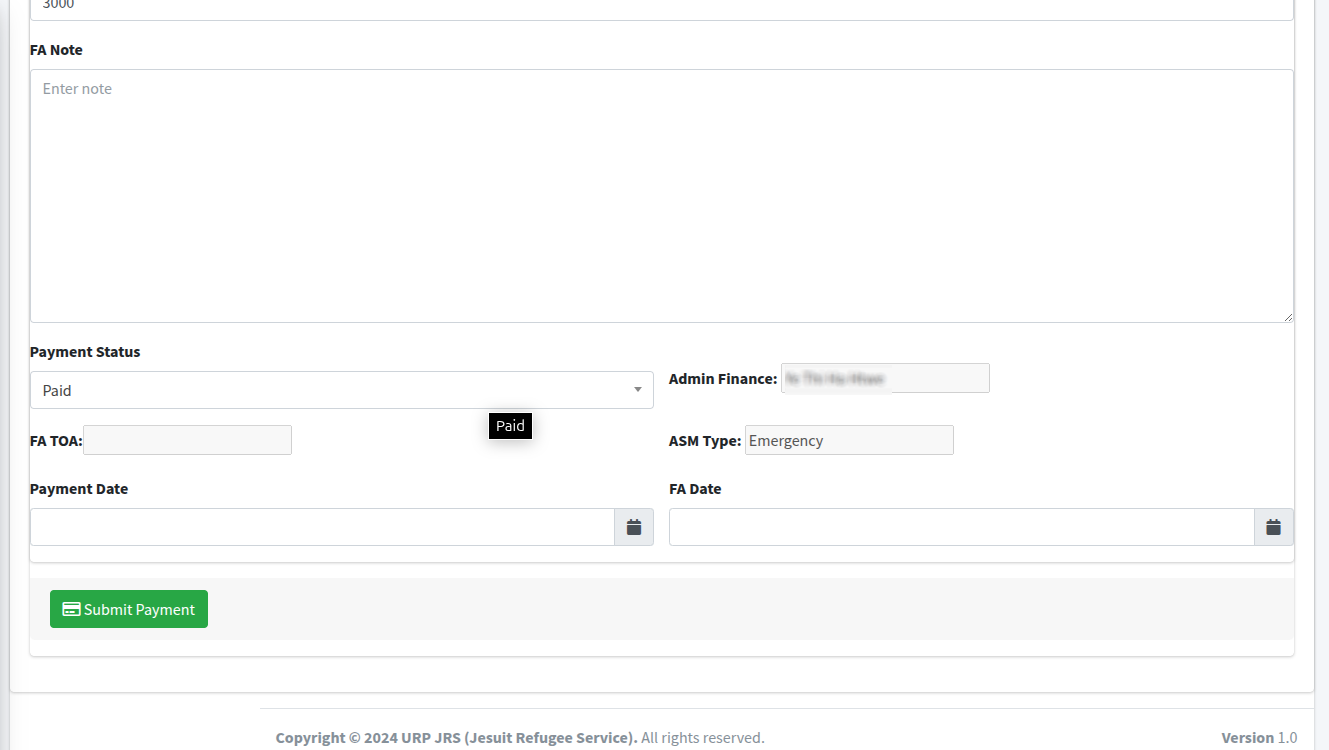 3000
FA Note
Enter note
Payment Status
Paid
Admin Finance:
Paid
FA TOA:
ASM Type: Emergency
Payment Date
FA Date
Submit Payment
Copyright © 2024 URP JRS (Jesuit Refugee Service). All rights reserved.
Version 1.0